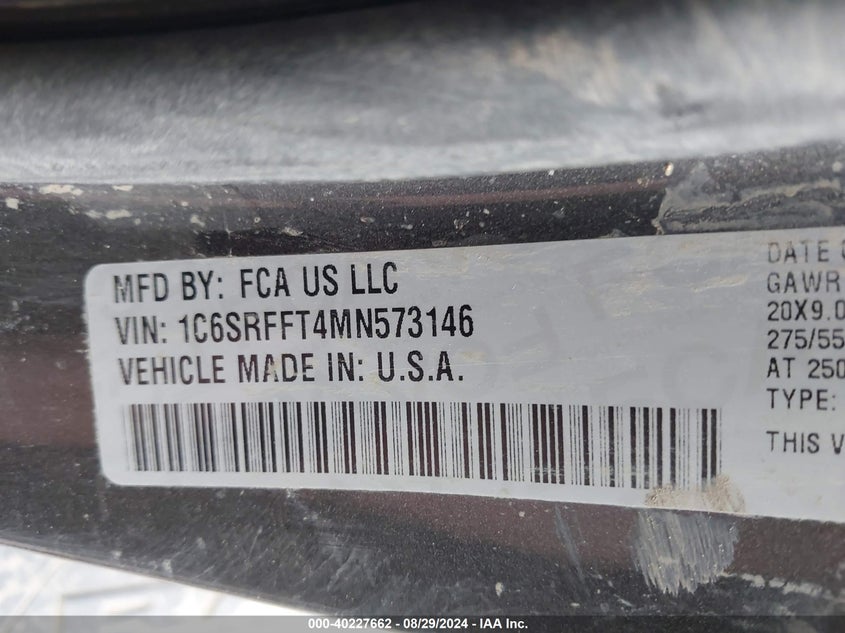 MFD BY: FCA US LLC
VIN: 1C6SRFFT4MN573146
VEHICLE MADE IN: U.S.A.
DATE
GAWR
20X9.0
275/55
AT 250
TYPE:
THIS V
000-40227662 - 08/29/2024 - IAA Inc.